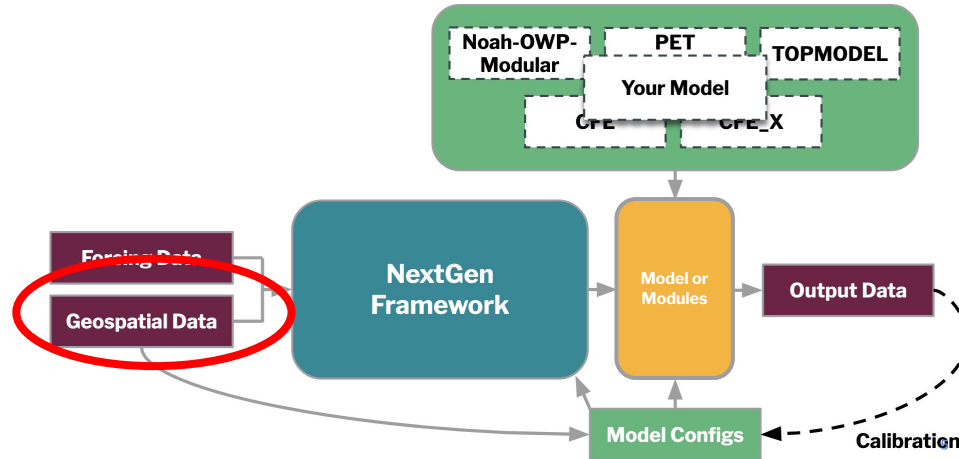 Noah-OWP-
Modular
PET
TOPMODEL
Your Model
CFE
CFE_X
Forcing Data
Geospatial Data
NextGen
Framework
Model or
Modules
Output Data
Model Configs
Calibration